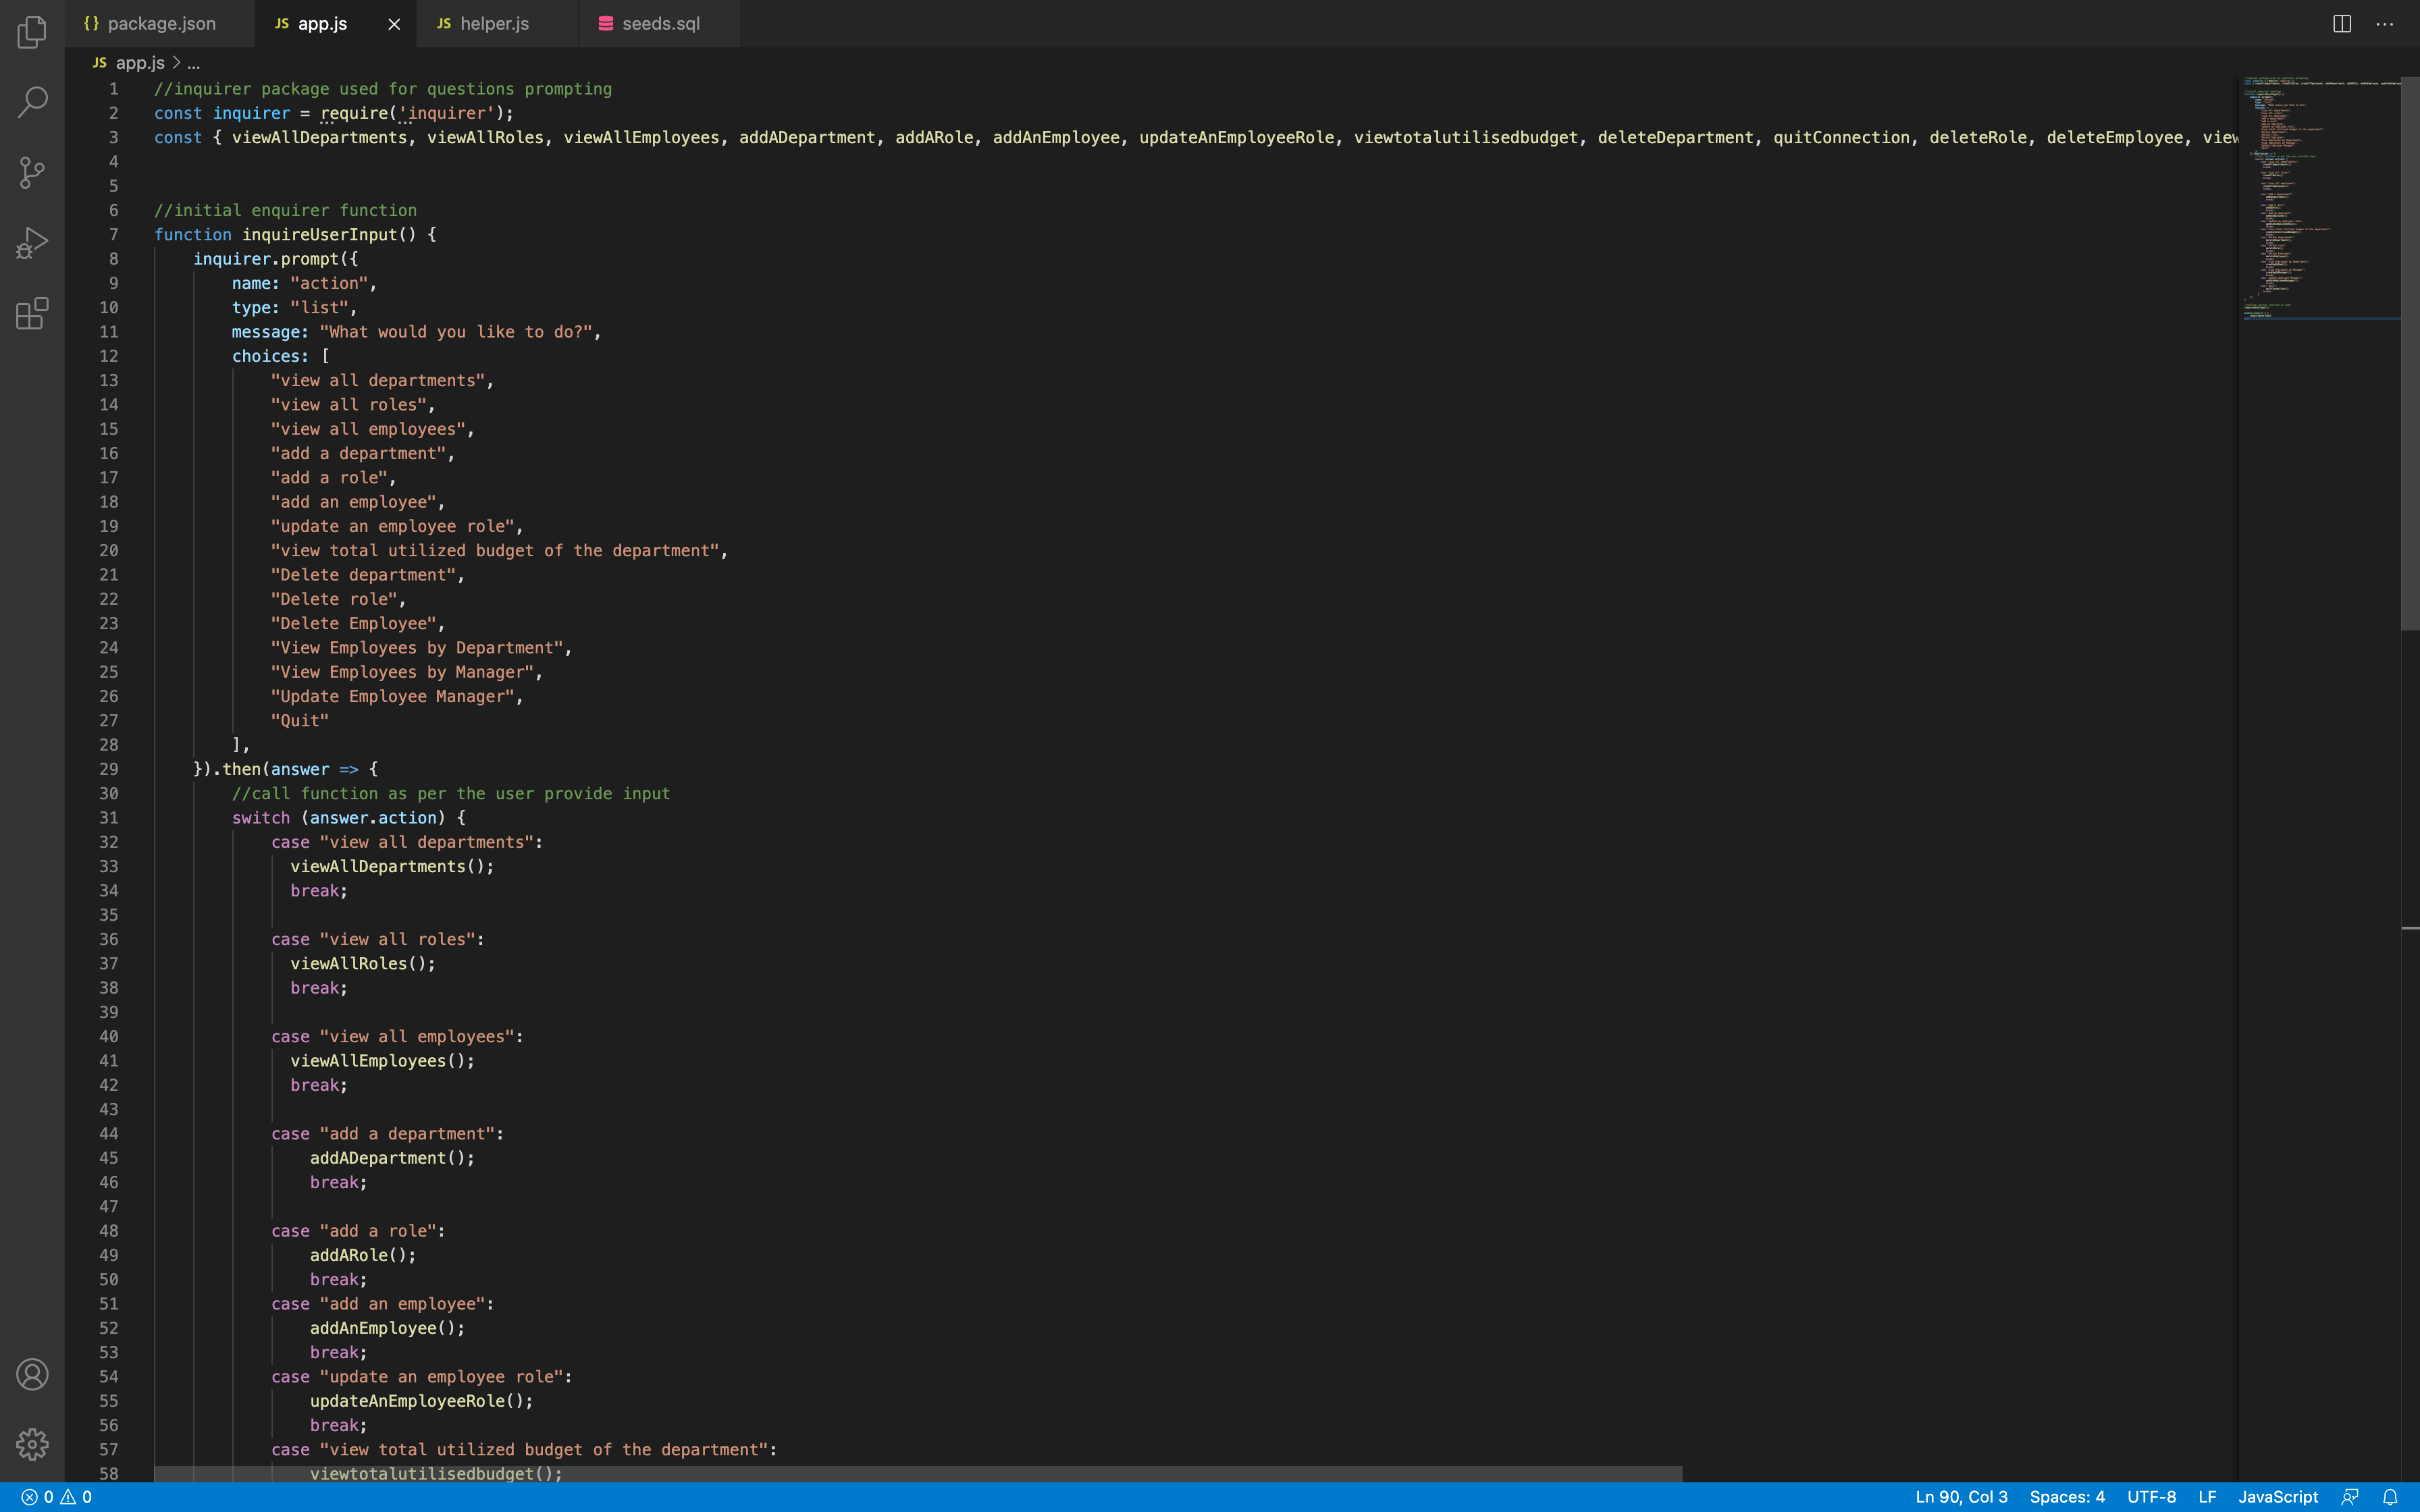 {} package.json
JS app.js
JS helper.js
seeds.sql
JS app.js > ...
1 //inquirer package used for questions prompting
2 const inquirer = require('inquirer');
3 const { viewAllDepartments, viewAllRoles, viewAllEmployees, addADepartment, addARole, addAnEmployee, updateAnEmployeeRole, viewtotalutilisedbudget, deleteDepartment, quitConnection, deleteRole, deleteEmployee, view
4
5
6 //initial enquirer function
7 function inquireUserInput() {
8 inquirer.prompt({
9 name: "action",
10 type: "list",
11 message: "What would you like to do?",
12 choices: [
13 "view all departments",
14 "view all roles",
15 "view all employees",
16 "add a department",
17 "add a role",
18 "add an employee",
19 "update an employee role",
20 "view total utilized budget of the department",
21 "Delete department",
22 "Delete role",
23 "Delete Employee",
24 "View Employees by Department",
25 "View Employees by Manager",
26 "Update Employee Manager",
27 "Quit"
28 ],
29 }).then(answer => {
30 //call function as per the user provide input
31 switch (answer.action) {
32 case "view all departments":
33 viewAllDepartments();
34 break;
35
36 case "view all roles":
37 viewAllRoles();
38 break;
39
40 case "view all employees":
41 viewAllEmployees();
42 break;
43
44 case "add a department":
45 addADepartment();
46 break;
47
48 case "add a role":
49 addARole();
50 break;
51 case "add an employee":
52 addAnEmployee();
53 break;
54 case "update an employee role":
55 updateAnEmployeeRole();
56 break;
57 case "view total utilized budget of the department":
58 viewtotalutilisedbudget();
0 0
Ln 90, Col 3 Spaces: 4 UTF-8 LF JavaScript